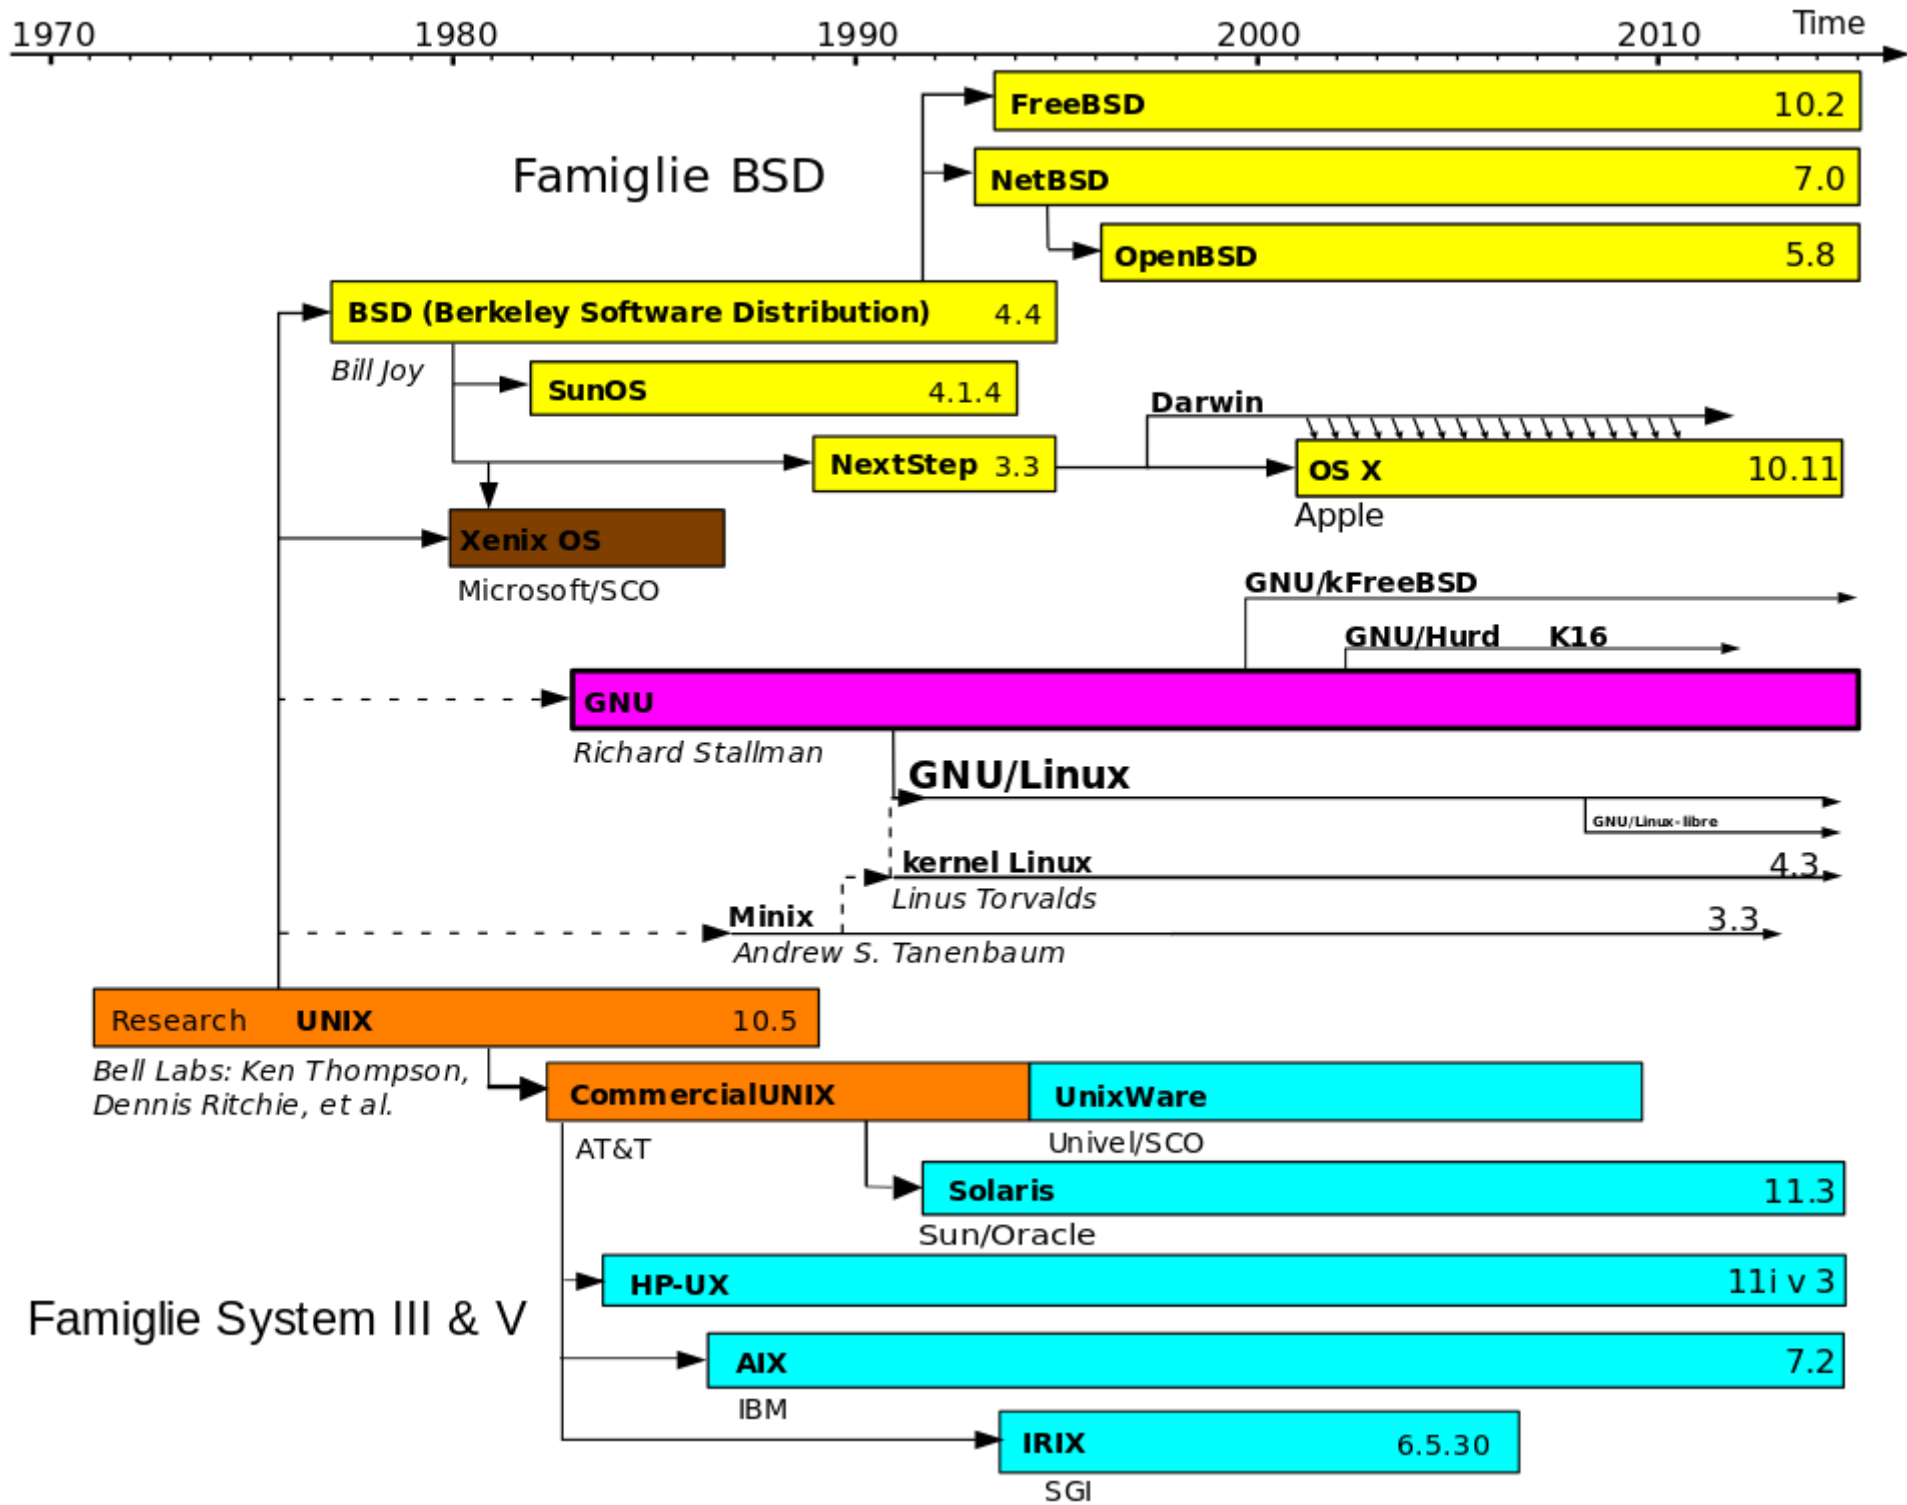 1970 1980 1990 2000 2010 Time
FreeBSD 10.2
Famiglie BSD
NetBSD 7.0
OpenBSD 5.8
BSD (Berkeley Software Distribution) 4.4
Bill Joy
SunOS 4.1.4
Darwin
NextStep 3.3
OS X 10.11
Apple
Xenix OS
Microsoft/SCO
GNU/kFreeBSD
GNU/Hurd K16
GNU
Richard Stallman
GNU/Linux
GNU/Linux-libre
kernel Linux 4.3
Linus Torvalds
Minix 3.3
Andrew S. Tanenbaum
Research UNIX 10.5
Bell Labs: Ken Thompson,
Dennis Ritchie, et al.
CommercialUNIX UnixWare
AT&T Univel/SCO
Solaris 11.3
Sun/Oracle
HP-UX 11i v 3
Famiglie System III & V
AIX 7.2
IBM
IRIX 6.5.30
SGI